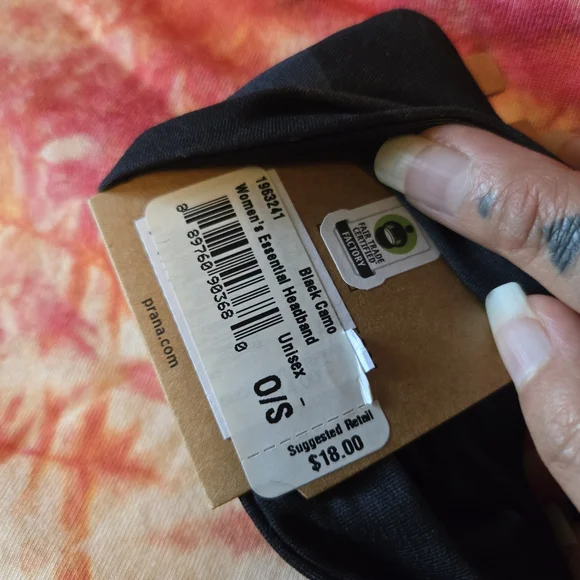 1963241
Women's Essential Headband
Black Camo
Unisex -
O/S
8 89760 90368 0
Suggested Retail
$18.00
FAIR TRADE
CERTIFIED
FACTORY
prana.com